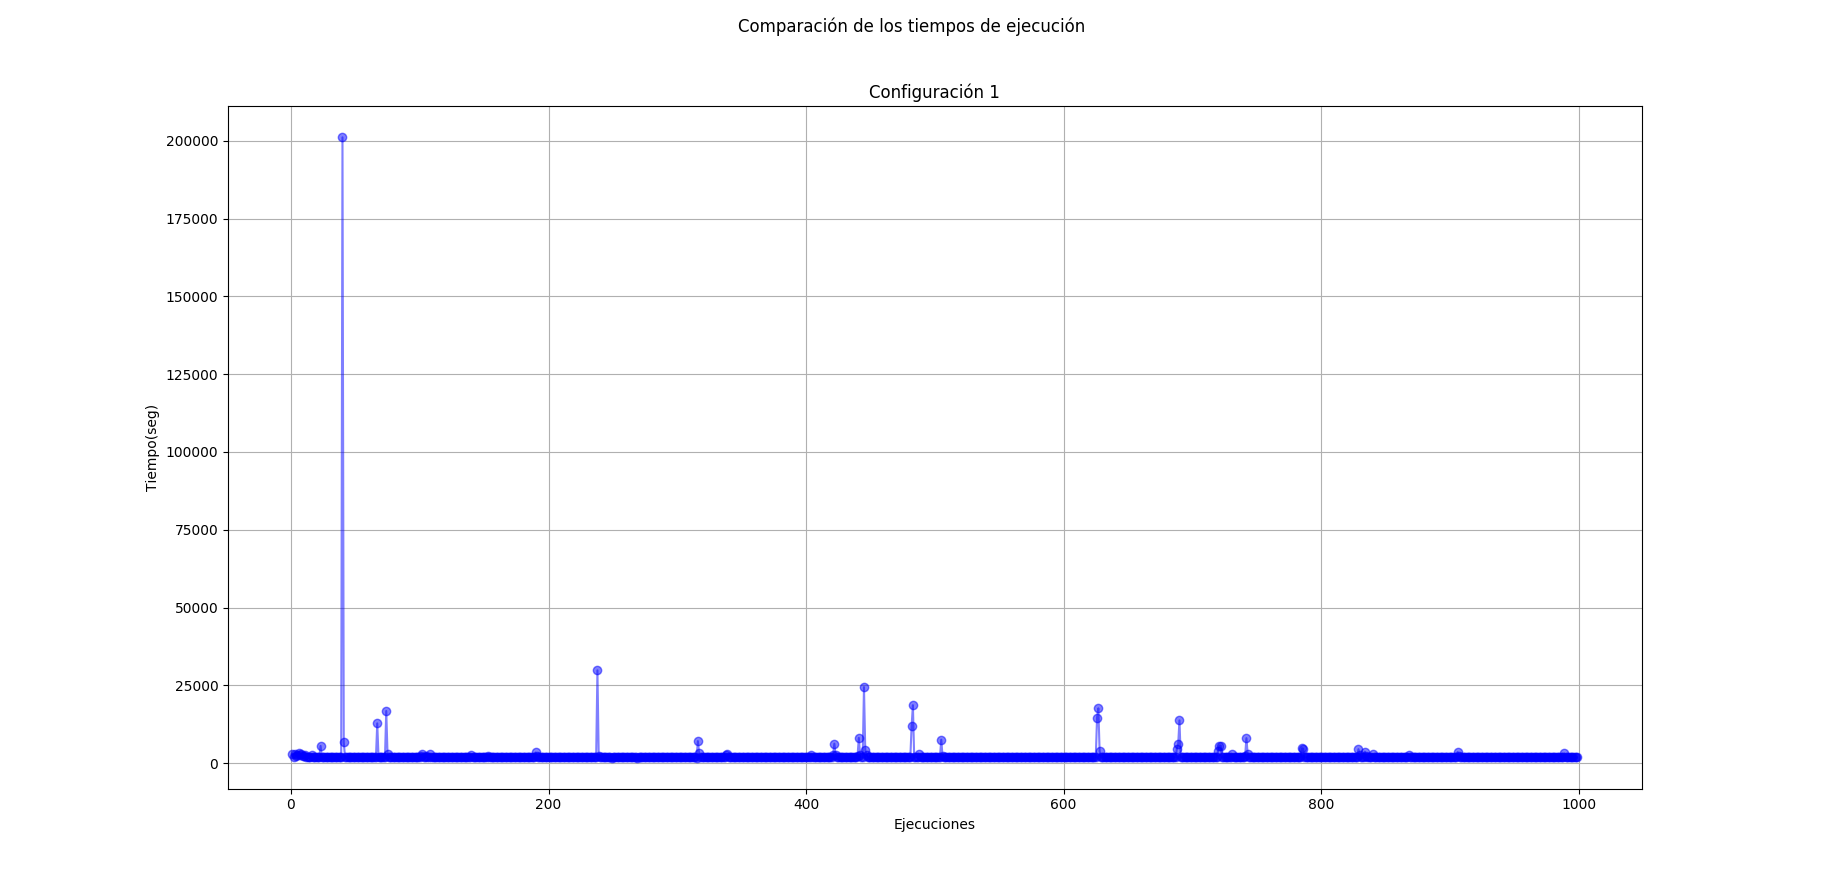 Comparación de los tiempos de ejecución
Configuración 1
200000
175000
150000
125000
100000
75000
50000
25000
0
Tiempo(seg)
0 200 400 600 800 1000
Ejecuciones